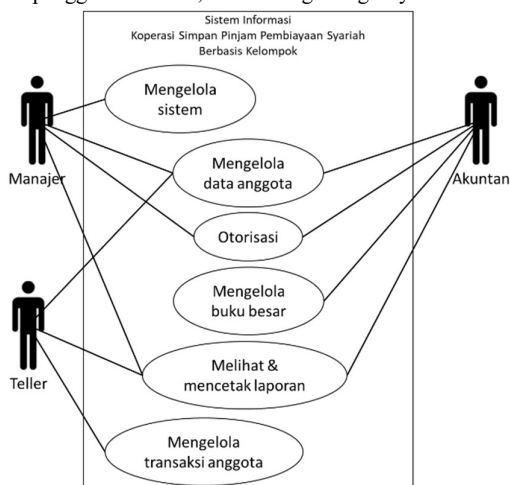 Sistem Informasi
Koperasi Simpan Pinjam Pembiayaan Syariah
Berbasis Kelompok
Mengelola
sistem
Manajer
Mengelola
data anggota
Akuntan
Otorisasi
Mengelola
buku besar
Teller
Melihat &
mencetak laporan
Mengelola
transaksi anggota